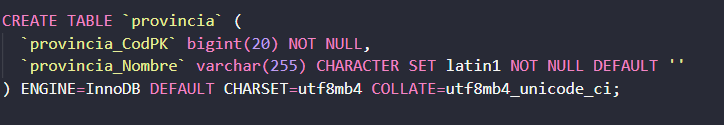 CREATE TABLE `provincia` (
`provincia_CodPK` bigint(20) NOT NULL,
`provincia_Nombre` varchar(255) CHARACTER SET latin1 NOT NULL DEFAULT ''
) ENGINE=InnoDB DEFAULT CHARSET=utf8mb4 COLLATE=utf8mb4_unicode_ci;